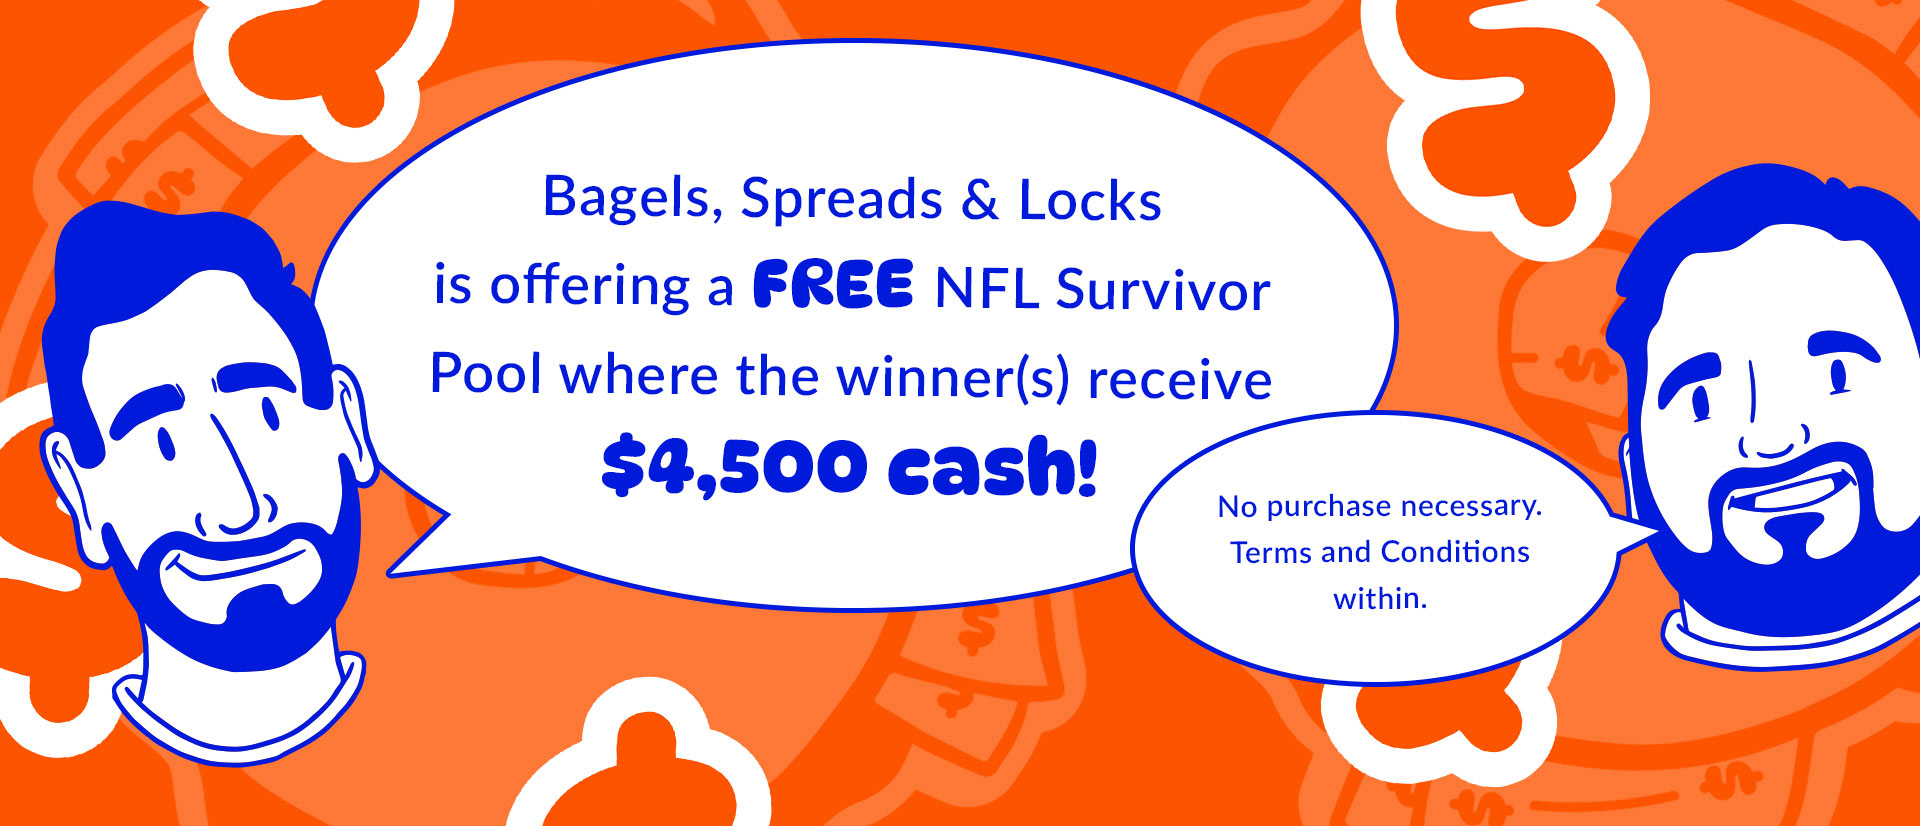 Bagels, Spreads & Locks
is offering a FREE NFL Survivor
Pool where the winner(s) receive
$4,500 cash!
No purchase necessary.
Terms and Conditions
within.